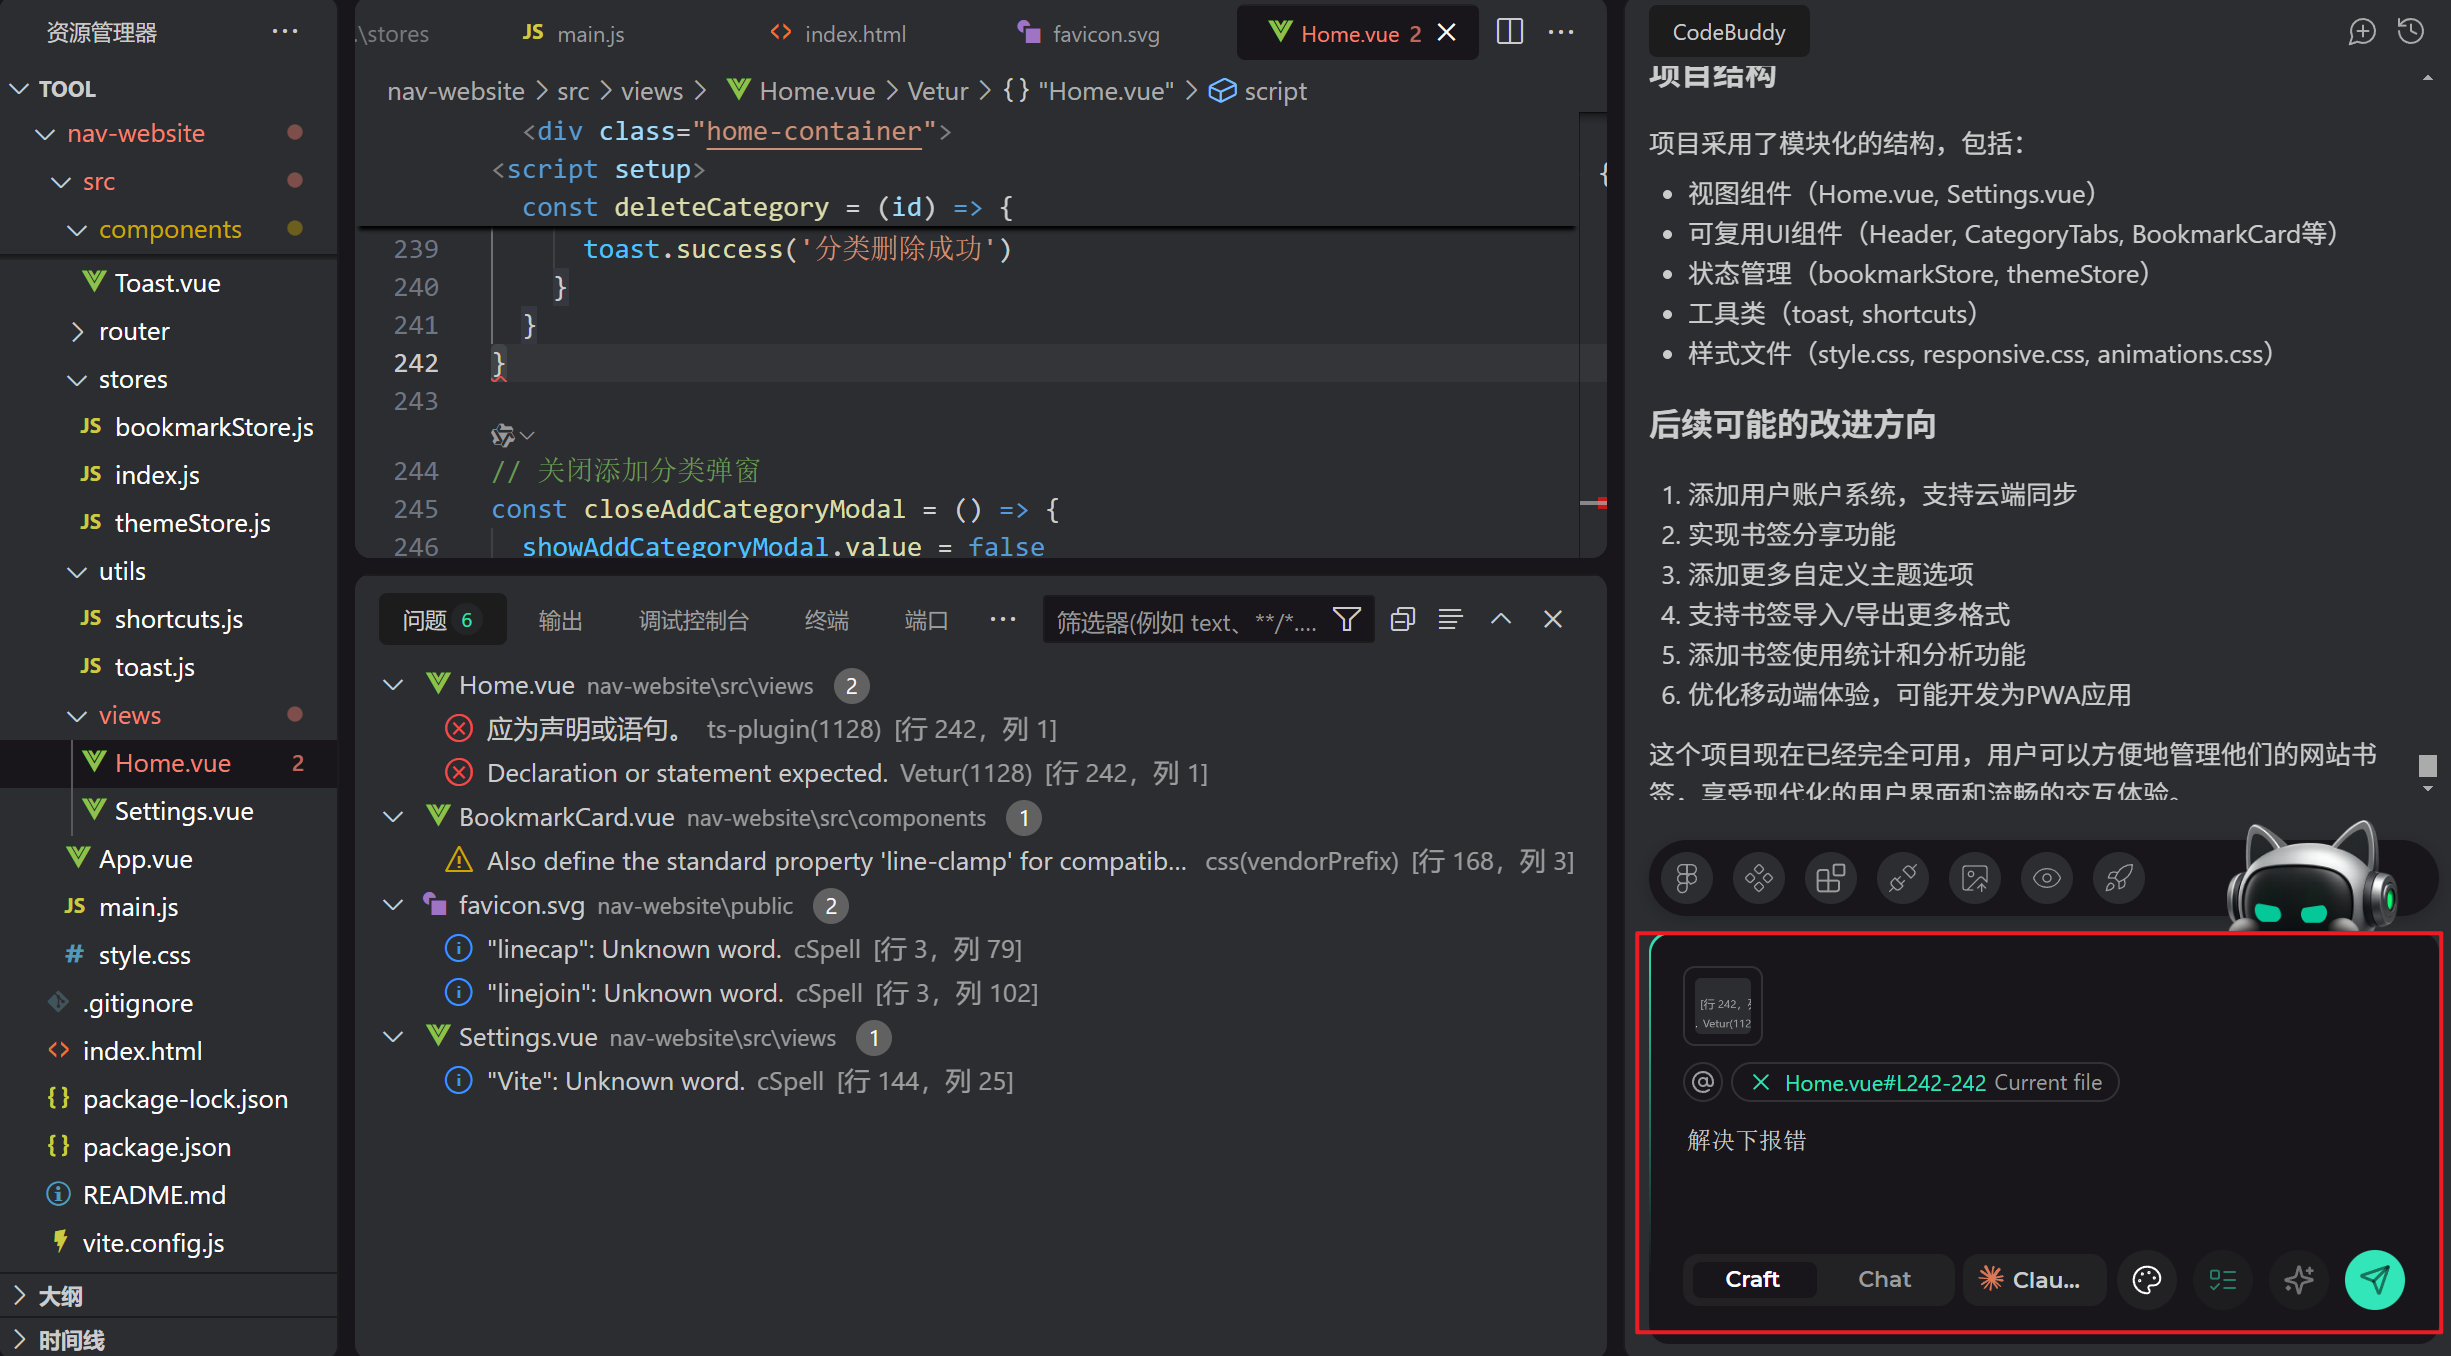 资源管理器
TOOL
nav-website
src
components
Toast.vue
router
stores
JS bookmarkStore.js
JS index.js
JS themeStore.js
utils
JS shortcuts.js
JS toast.js
views
Home.vue 2
Settings.vue
App.vue
JS main.js
# style.css
.gitignore
<> index.html
{} package-lock.json
{} package.json
README.md
vite.config.js
大纲
时间线
\stores
JS main.js
<> index.html
favicon.svg
Home.vue 2
nav-website > src > views > Home.vue > Vetur > {} "Home.vue" > script
<div class="home-container">
<script setup>
const deleteCategory = (id) => {
239 toast.success('分类删除成功')
240 }
241 }
242 }
243
244 // 关闭添加分类弹窗
245 const closeAddCategoryModal = () => {
246 showAddCategoryModal.value = false
问题 6 输出 调试控制台 终端 端口 ··· 筛选器(例如 text、**/*....
Home.vue nav-website\src\views 2
应为声明或语句。 ts-plugin(1128) [行 242，列 1]
Declaration or statement expected. Vetur(1128) [行 242，列 1]
BookmarkCard.vue nav-website\src\components 1
Also define the standard property 'line-clamp' for compatib... css(vendorPrefix) [行 168，列 3]
favicon.svg nav-website\public 2
"linecap": Unknown word. cSpell [行 3，列 79]
"linejoin": Unknown word. cSpell [行 3，列 102]
Settings.vue nav-website\src\views 1
"Vite": Unknown word. cSpell [行 144，列 25]
CodeBuddy
项目结构
项目采用了模块化的结构，包括：
• 视图组件（Home.vue, Settings.vue）
• 可复用UI组件（Header, CategoryTabs, BookmarkCard等）
• 状态管理（bookmarkStore, themeStore）
• 工具类（toast, shortcuts）
• 样式文件（style.css, responsive.css, animations.css）
后续可能的改进方向
1. 添加用户账户系统，支持云端同步
2. 实现书签分享功能
3. 添加更多自定义主题选项
4. 支持书签导入/导出更多格式
5. 添加书签使用统计和分析功能
6. 优化移动端体验，可能开发为PWA应用
这个项目现在已经完全可用，用户可以方便地管理他们的网站书
签，享受现代化的用户界面和流畅的交互体验。
[行 242，列
. Vetur(112
@ × Home.vue#L242-242 Current file
解决下报错
Craft Chat Clau...